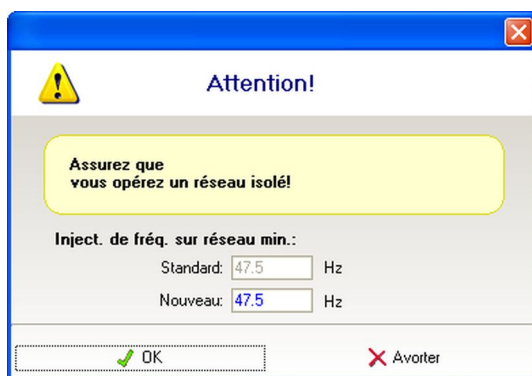 Attention!
Assurez que
vous opérez un réseau isolé!
Inject. de fréq. sur réseau min.:
Standard: 47.5 Hz
Nouveau: 47.5 Hz
OK Avorter